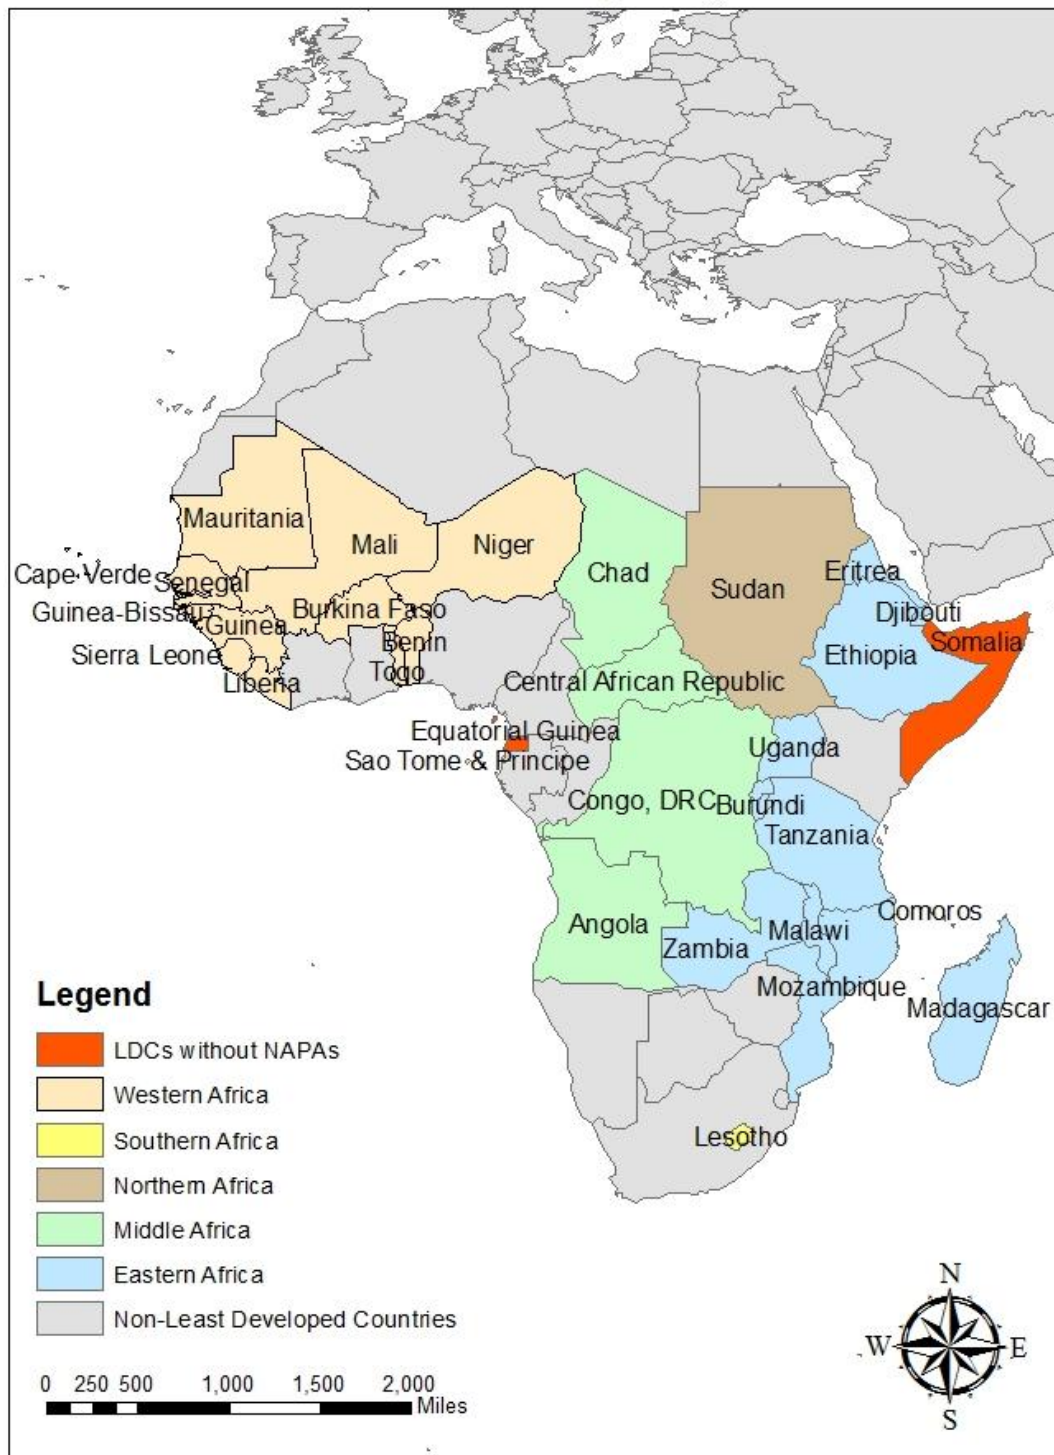 Mauritania
Mali
Niger
Chad
Sudan
Eritrea
Cape Verde
Senegal
Guinea-Bissau
Burkina Faso
Djibouti
Guinea
Benin
Somalia
Sierra Leone
Ethiopia
Togo
Liberia
Central African Republic
Equatorial Guinea
Uganda
Sao Tome & Principe
Congo, DRC
Burundi
Tanzania
Comoros
Angola
Malawi
Zambia
Mozambique
Madagascar
Lesotho
Legend
LDCs without NAPAs
Western Africa
Southern Africa
Northern Africa
Middle Africa
Eastern Africa
Non-Least Developed Countries
0 250 500 1,000 1,500 2,000
Miles
N
W E
S